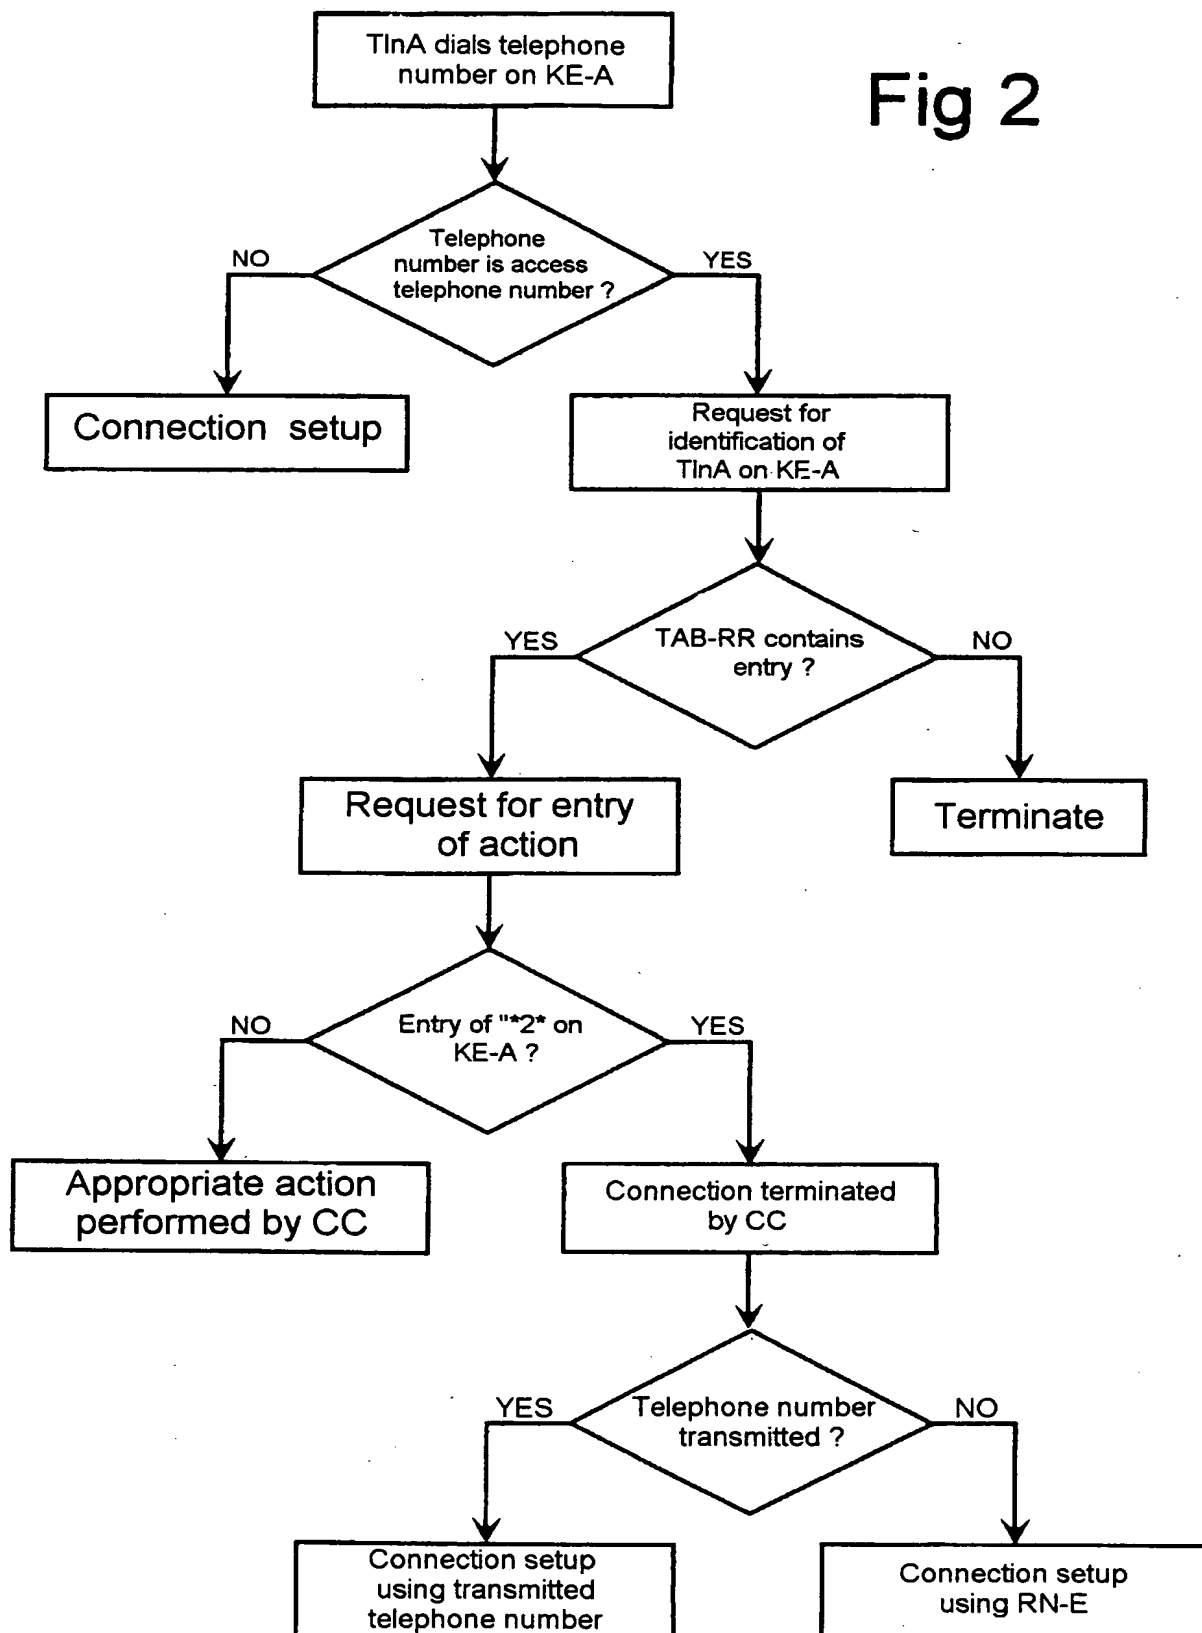 TlnA dials telephone
number on KE-A
Fig 2
Telephone
number is access
telephone number ?
NO
YES
Connection setup
Request for
identification of
TlnA on KE-A
TAB-RR contains
entry ?
YES
NO
Request for entry
of action
Terminate
Entry of "*2* on
KE-A ?
NO
YES
Appropriate action
performed by CC
Connection terminated
by CC
Telephone number
transmitted ?
YES
NO
Connection setup
using transmitted
telephone number
Connection setup
using RN-E